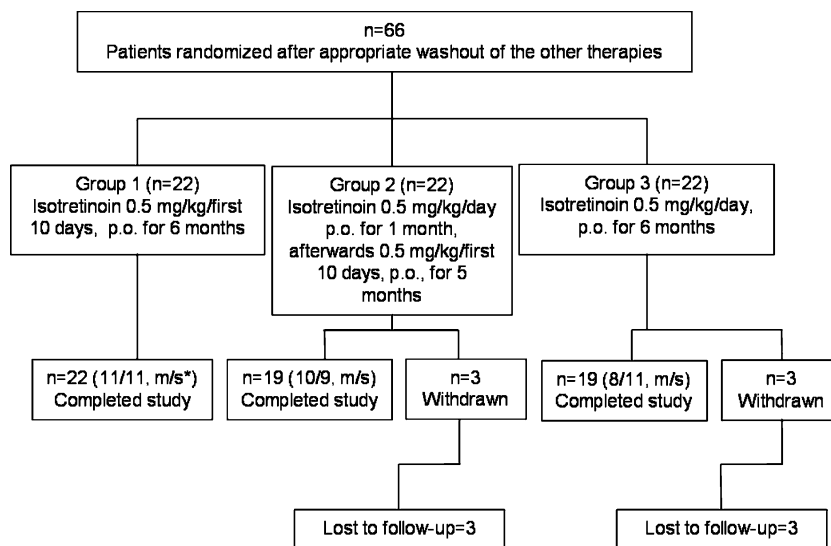 n=66
Patients randomized after appropriate washout of the other therapies
Group 1 (n=22)
Isotretinoin 0.5 mg/kg/first
10 days, p.o. for 6 months
Group 2 (n=22)
Isotretinoin 0.5 mg/kg/day
p.o. for 1 month,
afterwards 0.5 mg/kg/first
10 days, p.o., for 5
months
Group 3 (n=22)
Isotretinoin 0.5 mg/kg/day,
p.o. for 6 months
n=22 (11/11, m/s*)
Completed study
n=19 (10/9, m/s)
Completed study
n=3
Withdrawn
n=19 (8/11, m/s)
Completed study
n=3
Withdrawn
Lost to follow-up=3
Lost to follow-up=3